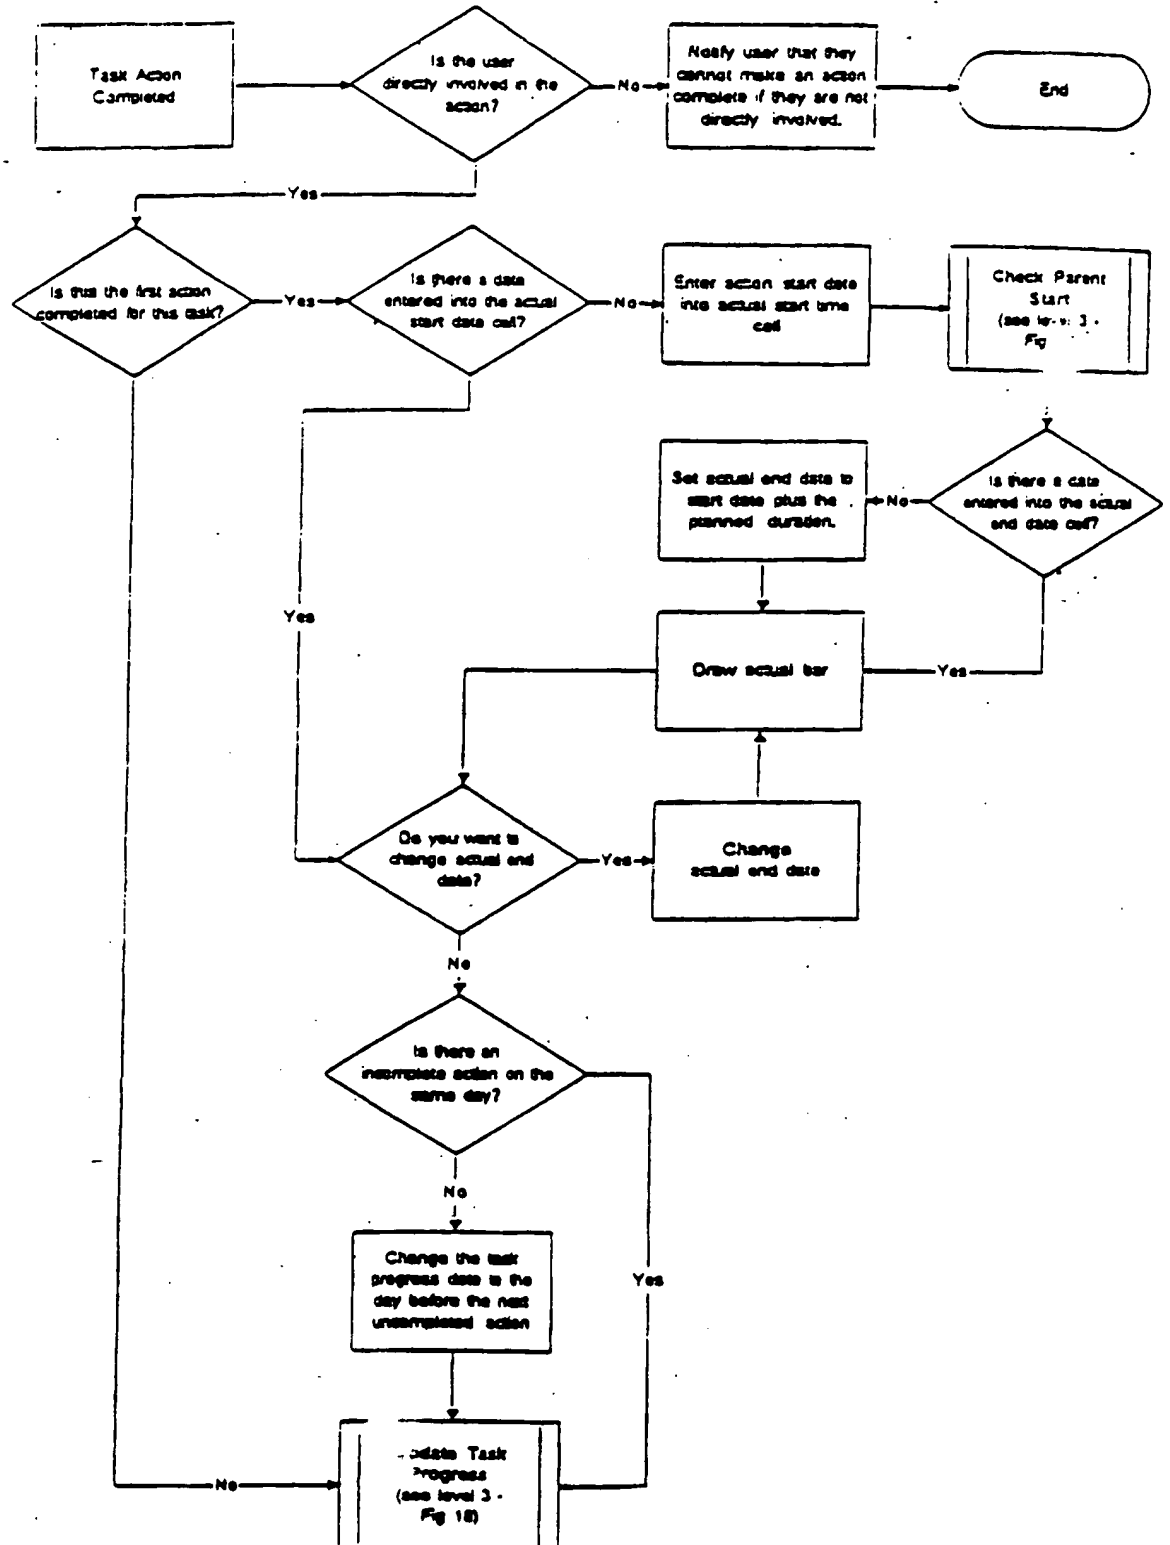 Task Action
Completed
Is the user
directly involved in the
action?
No
Notify user that they
cannot make an action
complete if they are not
directly involved.
End
Yes
Is this the first action
completed for this task?
Yes
Is there a date
entered into the actual
start date cell?
No
Enter action start date
into actual start time
cell
Check Parent
Start
(see level 3 -
Fig
Set actual end date to
start date plus the
planned duration.
No
Is there a date
entered into the actual
end date cell?
Yes
Draw actual bar
Yes
Do you want to
change actual end
date?
Yes
Change
actual end date
No
Is there an
incomplete action on the
same day?
No
Change the task
progress date to the
day before the next
uncompleted action
Yes
Update Task
Progress
(see level 3 -
Fig 18)
No